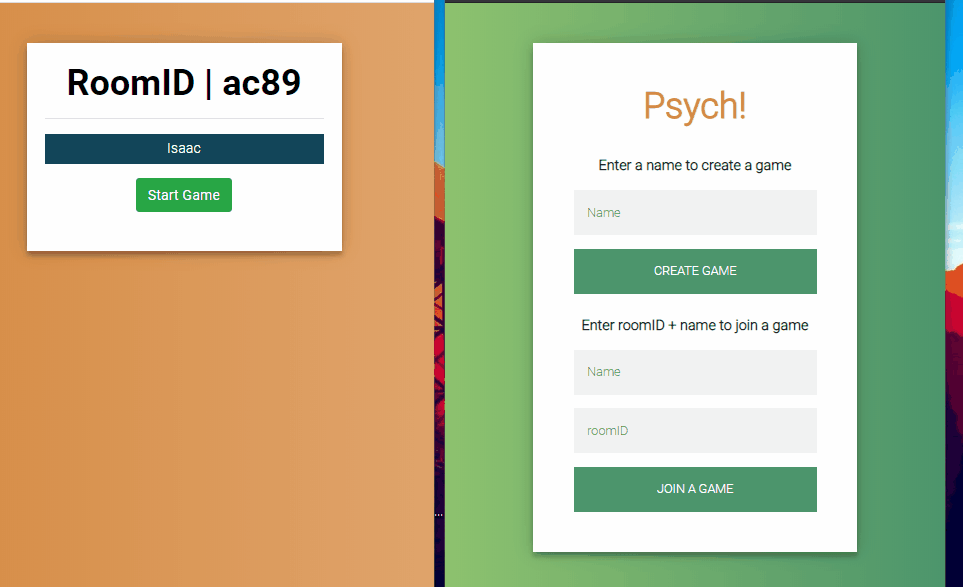 RoomID | ac89
Isaac
Start Game
Psych!
Enter a name to create a game
Name
CREATE GAME
Enter roomID + name to join a game
Name
roomID
JOIN A GAME
...